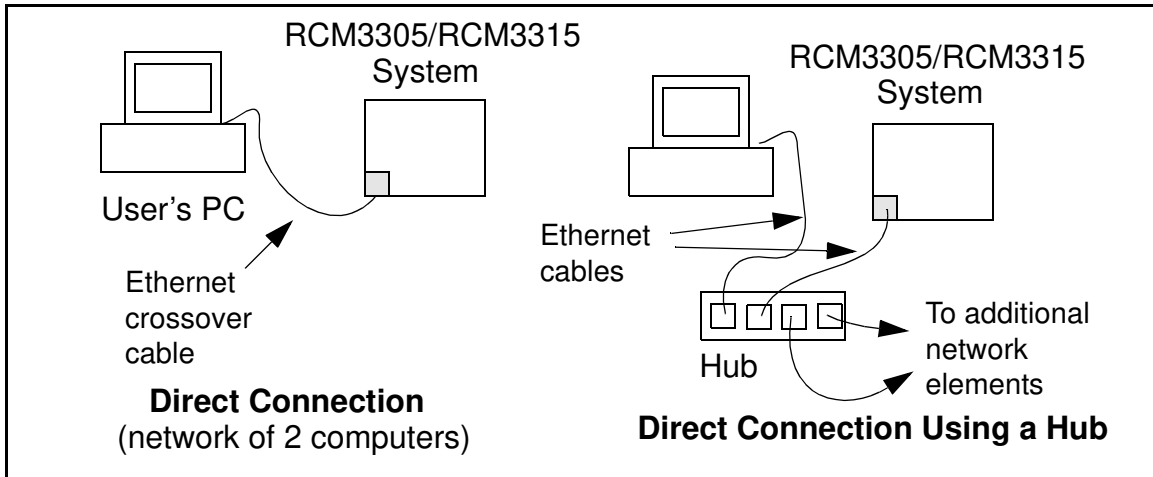 RCM3305/RCM3315
System
User's PC
Ethernet
crossover
cable
Direct Connection
(network of 2 computers)
RCM3305/RCM3315
System
Ethernet
cables
Hub
To additional
network
elements
Direct Connection Using a Hub